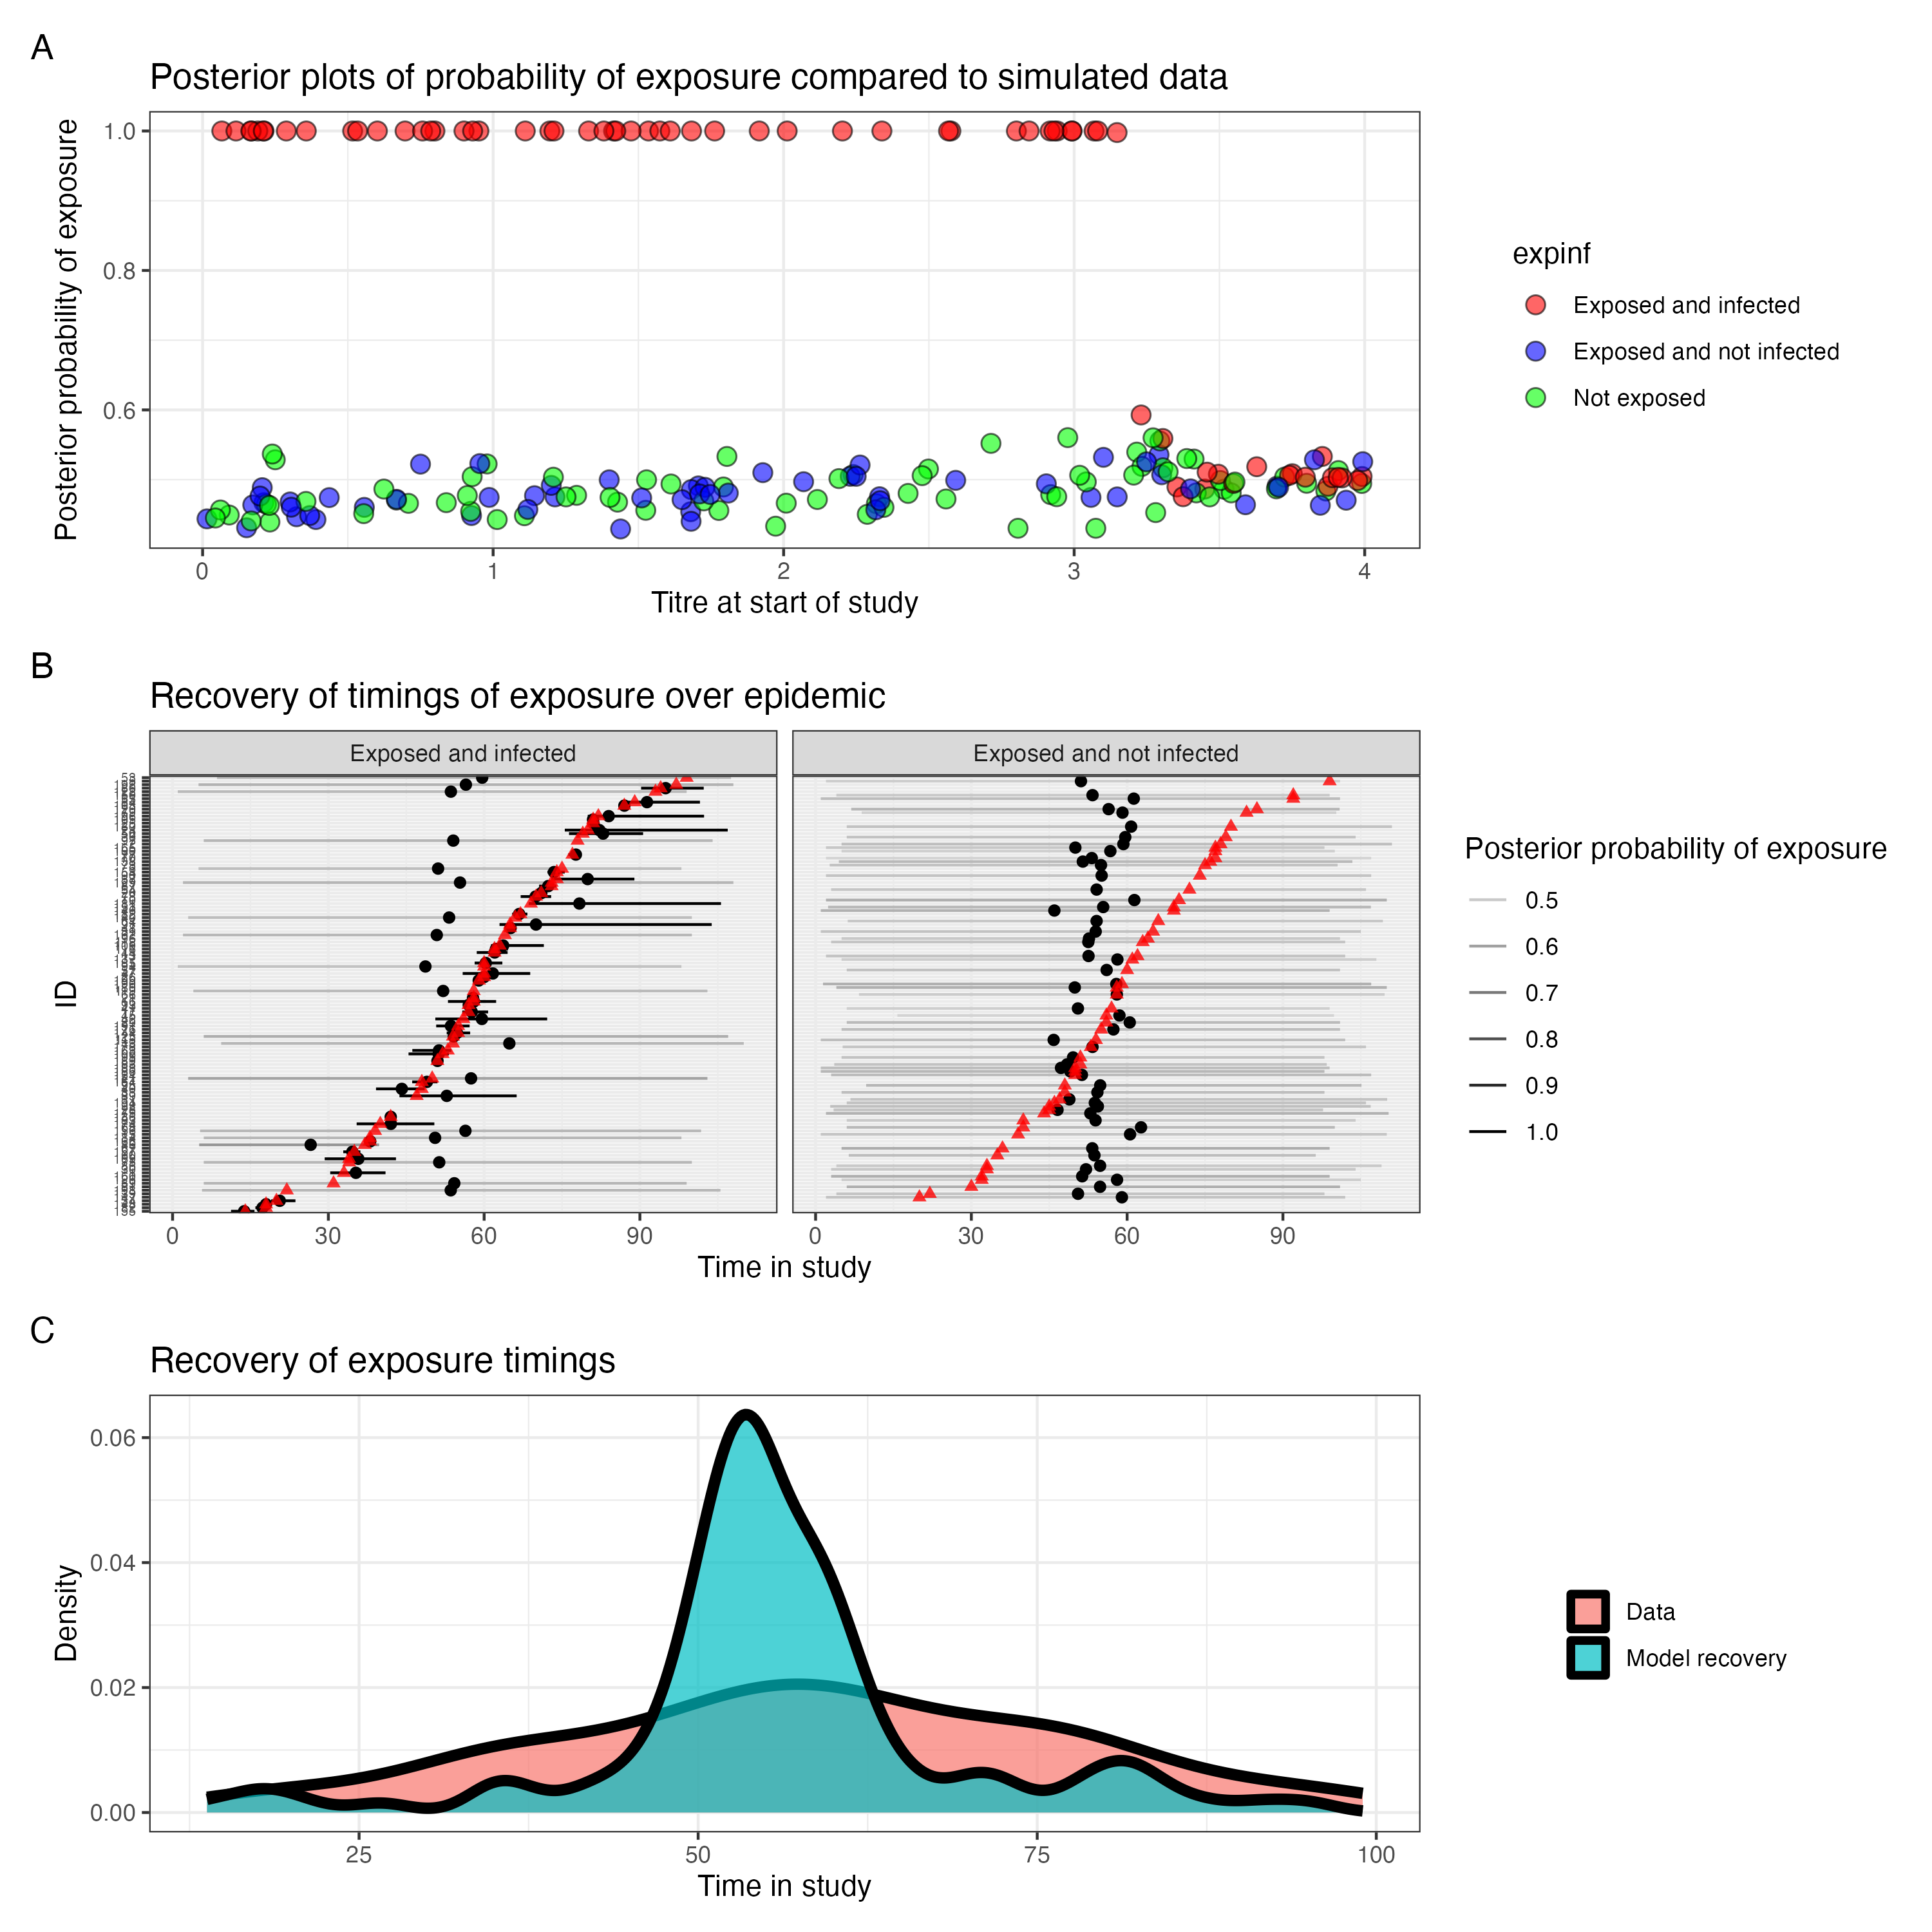 A
Posterior plots of probability of exposure compared to simulated data
Posterior probability of exposure
1.0
0.8
0.6
0 1 2 3 4
Titre at start of study
expinf
Exposed and infected
Exposed and not infected
Not exposed
B
Recovery of timings of exposure over epidemic
Exposed and infected
Exposed and not infected
ID
0 30 60 90
0 30 60 90
Time in study
Posterior probability of exposure
0.5
0.6
0.7
0.8
0.9
1.0
C
Recovery of exposure timings
Density
0.06
0.04
0.02
0.00
25 50 75 100
Time in study
Data
Model recovery